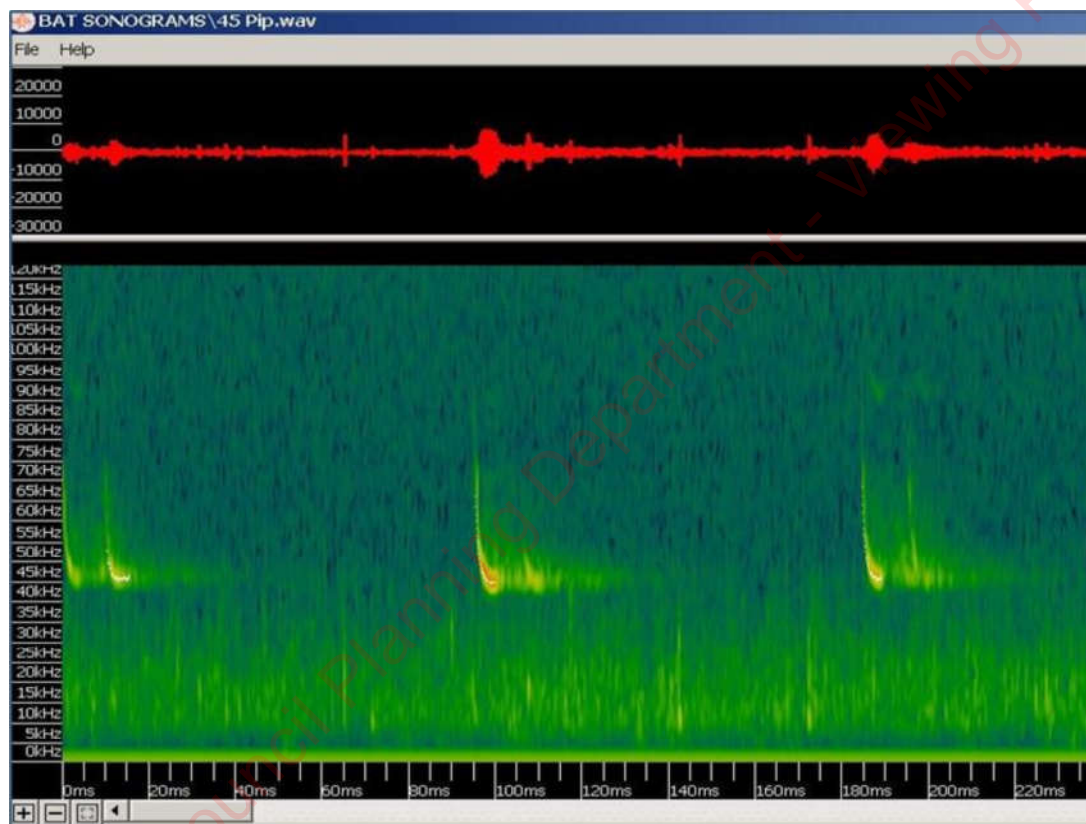 BAT SONOGRAMS\45 Pip.wav
File Help
20000
10000
0
-10000
-20000
-30000
120kHz
115kHz
110kHz
105kHz
100kHz
95kHz
90kHz
85kHz
80kHz
75kHz
70kHz
65kHz
60kHz
55kHz
50kHz
45kHz
40kHz
35kHz
30kHz
25kHz
20kHz
15kHz
10kHz
5kHz
0kHz
0ms 20ms 40ms 60ms 80ms 100ms 120ms 140ms 160ms 180ms 200ms 220ms
ouncil Planning Department - Viewing